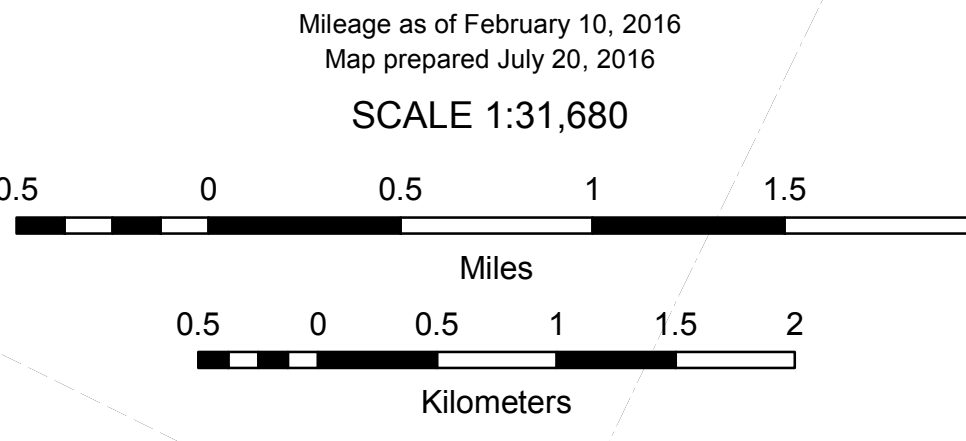 Mileage as of February 10, 2016
Map prepared July 20, 2016
SCALE 1:31,680
0.5 0 0.5 1 1.5
Miles
0.5 0 0.5 1 1.5 2
Kilometers